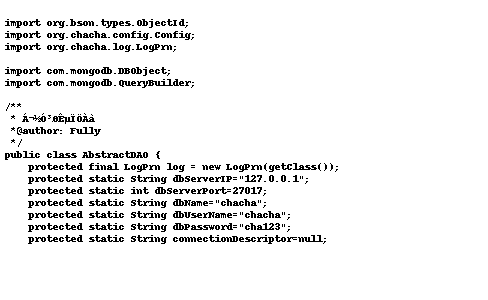 import org.bson.types.ObjectId;
import org.chacha.config.Config;
import org.chacha.log.LogPrn;
import com.mongodb.DBObject;
import com.mongodb.QueryBuilder;
/**
*
*@author: Fully
*/
public class AbstractDAO {
protected final LogPrn log = new LogPrn(getClass());
protected static String dbServerIP="127.0.0.1";
protected static int dbServerPort=27017;
protected static String dbName="chacha";
protected static String dbUserName="chacha";
protected static String dbPassword="cha123";
protected static String connectionDescriptor=null;